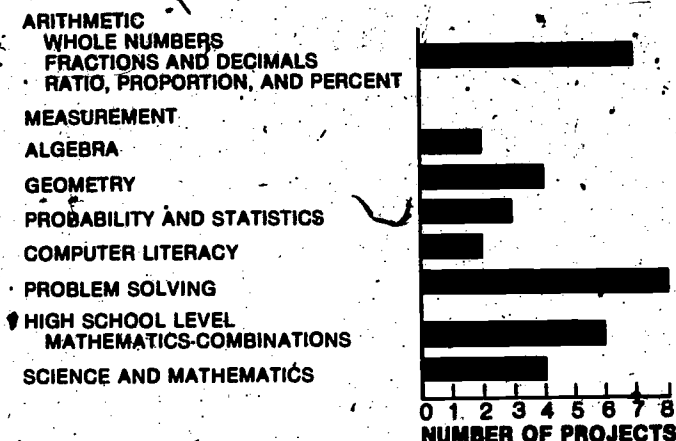 ARITHMETIC
WHOLE NUMBERS
FRACTIONS AND DECIMALS
RATIO, PROPORTION, AND PERCENT
MEASUREMENT
ALGEBRA
GEOMETRY
PROBABILITY AND STATISTICS
COMPUTER LITERACY
PROBLEM SOLVING
HIGH SCHOOL LEVEL
MATHEMATICS-COMBINATIONS
SCIENCE AND MATHEMATICS
0 1 2 3 4 5 6 7 8
NUMBER OF PROJECTS